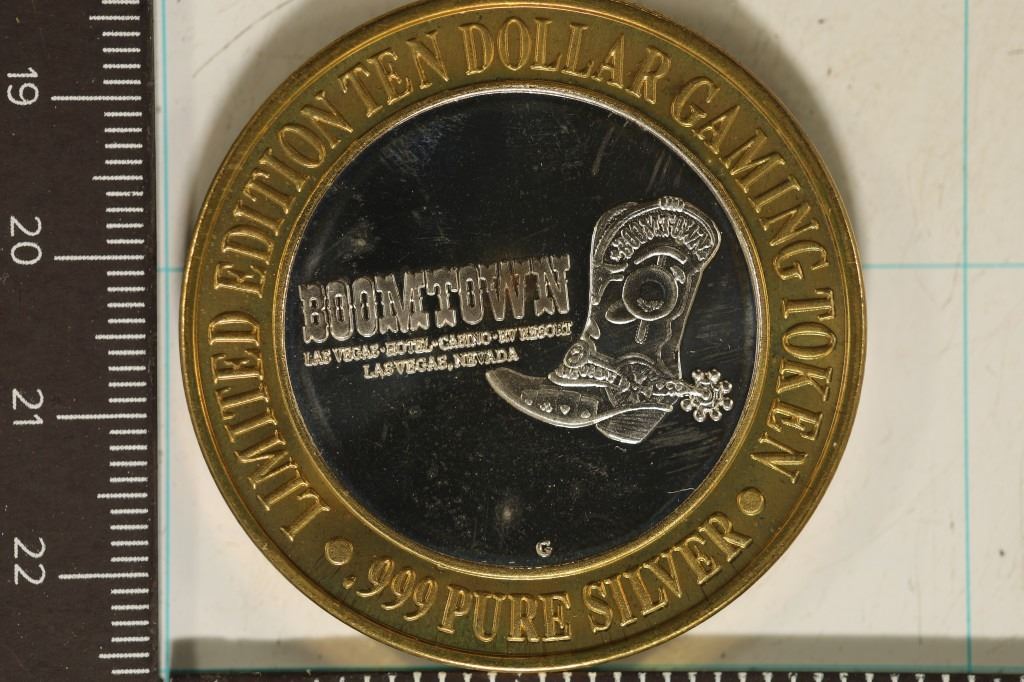 LIMITED EDITION TEN DOLLAR GAMING TOKEN
BOOMTOWN
BOOMTOWN
LAS VEGAS · HOTEL · CASINO · RV RESORT
LAS VEGAS, NEVADA
G
.999 PURE SILVER
19
20
21
22